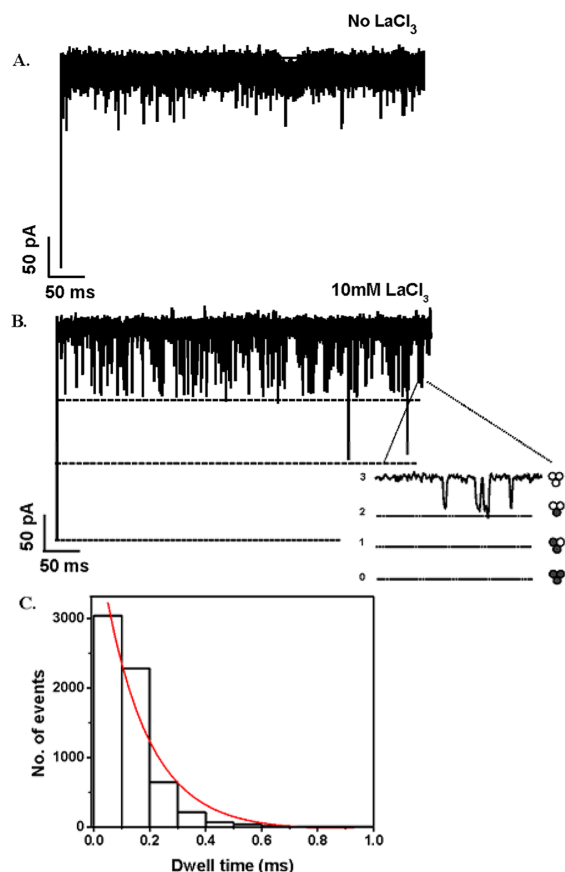 No LaCl3
A.
50 pA
50 ms
10mM LaCl3
B.
50 pA
50 ms
3
2
1
0
C.
3000
2000
1000
0
No. of events
0.0 0.2 0.4 0.6 0.8 1.0
Dwell time (ms)